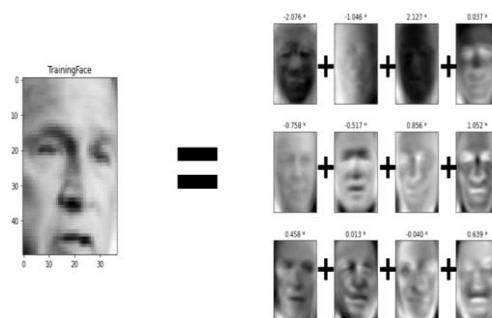 -2.076 * -1.046 * 2.127 * 0.037 *
+ + +
TrainingFace
0
10
20
30
40
0 10 20 30
=
-0.758 * -0.517 * 0.856 * 1.052 *
+ + +
0.458 * 0.013 * -0.040 * 0.639 *
+ + +